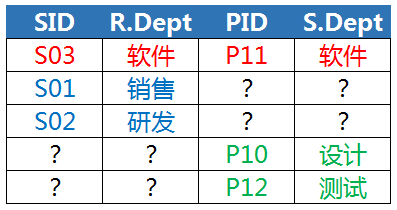 SID R.Dept PID S.Dept
S03 软件 P11 软件
S01 销售 ? ?
S02 研发 ? ?
? ? P10 设计
? ? P12 测试